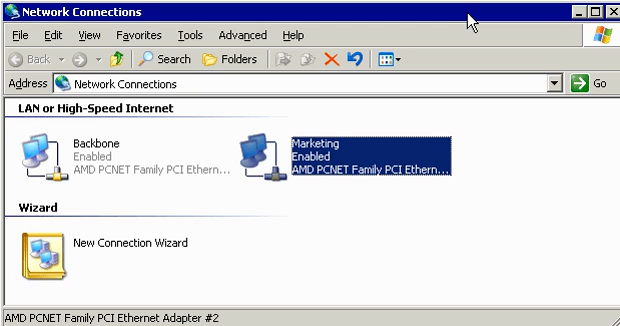 Network Connections
File Edit View Favorites Tools Advanced Help
Back Search Folders
Address Network Connections Go
LAN or High-Speed Internet
Backbone
Enabled
AMD PCNET Family PCI Ethern...
Marketing
Enabled
AMD PCNET Family PCI Ethern...
Wizard
New Connection Wizard
AMD PCNET Family PCI Ethernet Adapter #2